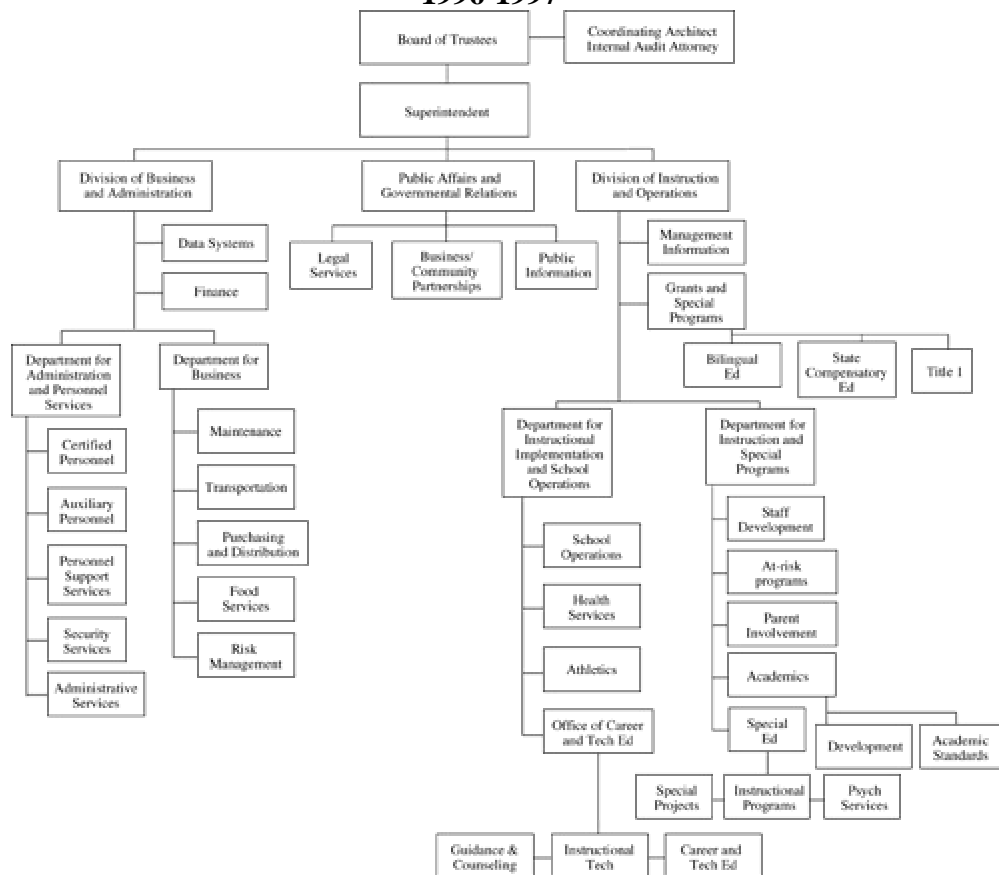 1996-1997
Board of Trustees
Coordinating Architect
Internal Audit Attorney
Superintendent
Division of Business
and Administration
Public Affairs and
Governmental Relations
Division of Instruction
and Operations
Data Systems
Finance
Legal
Services
Business/
Community
Partnerships
Public
Information
Management
Information
Grants and
Special
Programs
Bilingual
Ed
State
Compensatory
Ed
Title 1
Department for
Administration
and Personnel
Services
Department for
Business
Certified
Personnel
Auxiliary
Personnel
Personnel
Support
Services
Security
Services
Administrative
Services
Maintenance
Transportation
Purchasing
and Distribution
Food
Services
Risk
Management
Department for
Instructional
Implementation
and School
Operations
Department for
Instruction and
Special
Programs
School
Operations
Health
Services
Athletics
Office of Career
and Tech Ed
Staff
Development
At-risk
programs
Parent
Involvement
Academics
Special
Ed
Development
Academic
Standards
Special
Projects
Instructional
Programs
Psych
Services
Guidance &
Counseling
Instructional
Tech
Career and
Tech Ed